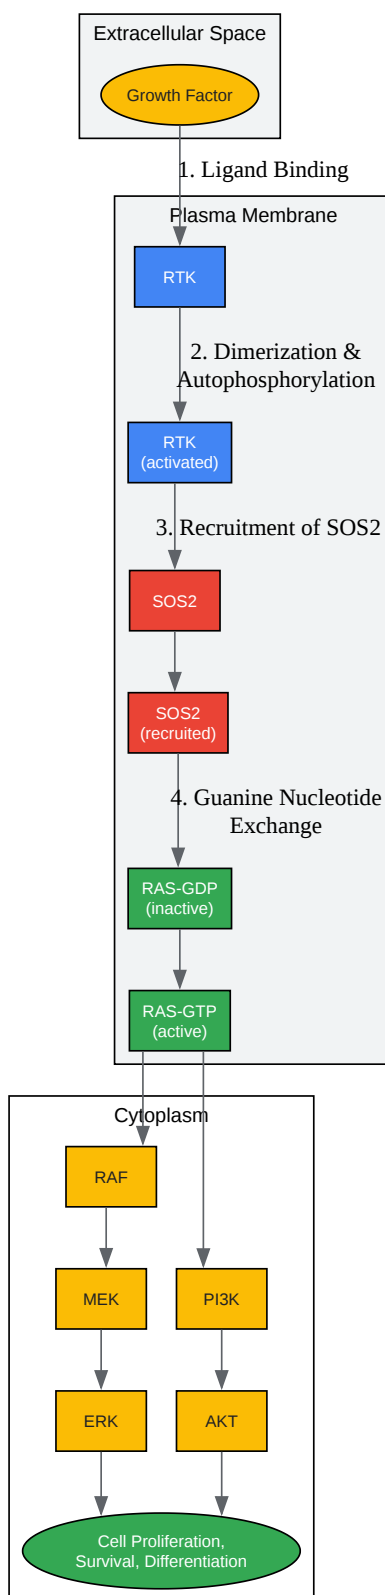 Extracellular Space
Growth Factor
1. Ligand Binding
Plasma Membrane
RTK
2. Dimerization &
Autophosphorylation
RTK
(activated)
3. Recruitment of SOS2
SOS2
SOS2
(recruited)
4. Guanine Nucleotide
Exchange
RAS-GDP
(inactive)
RAS-GTP
(active)
Cytoplasm
RAF
MEK
PI3K
ERK
AKT
Cell Proliferation,
Survival, Differentiation